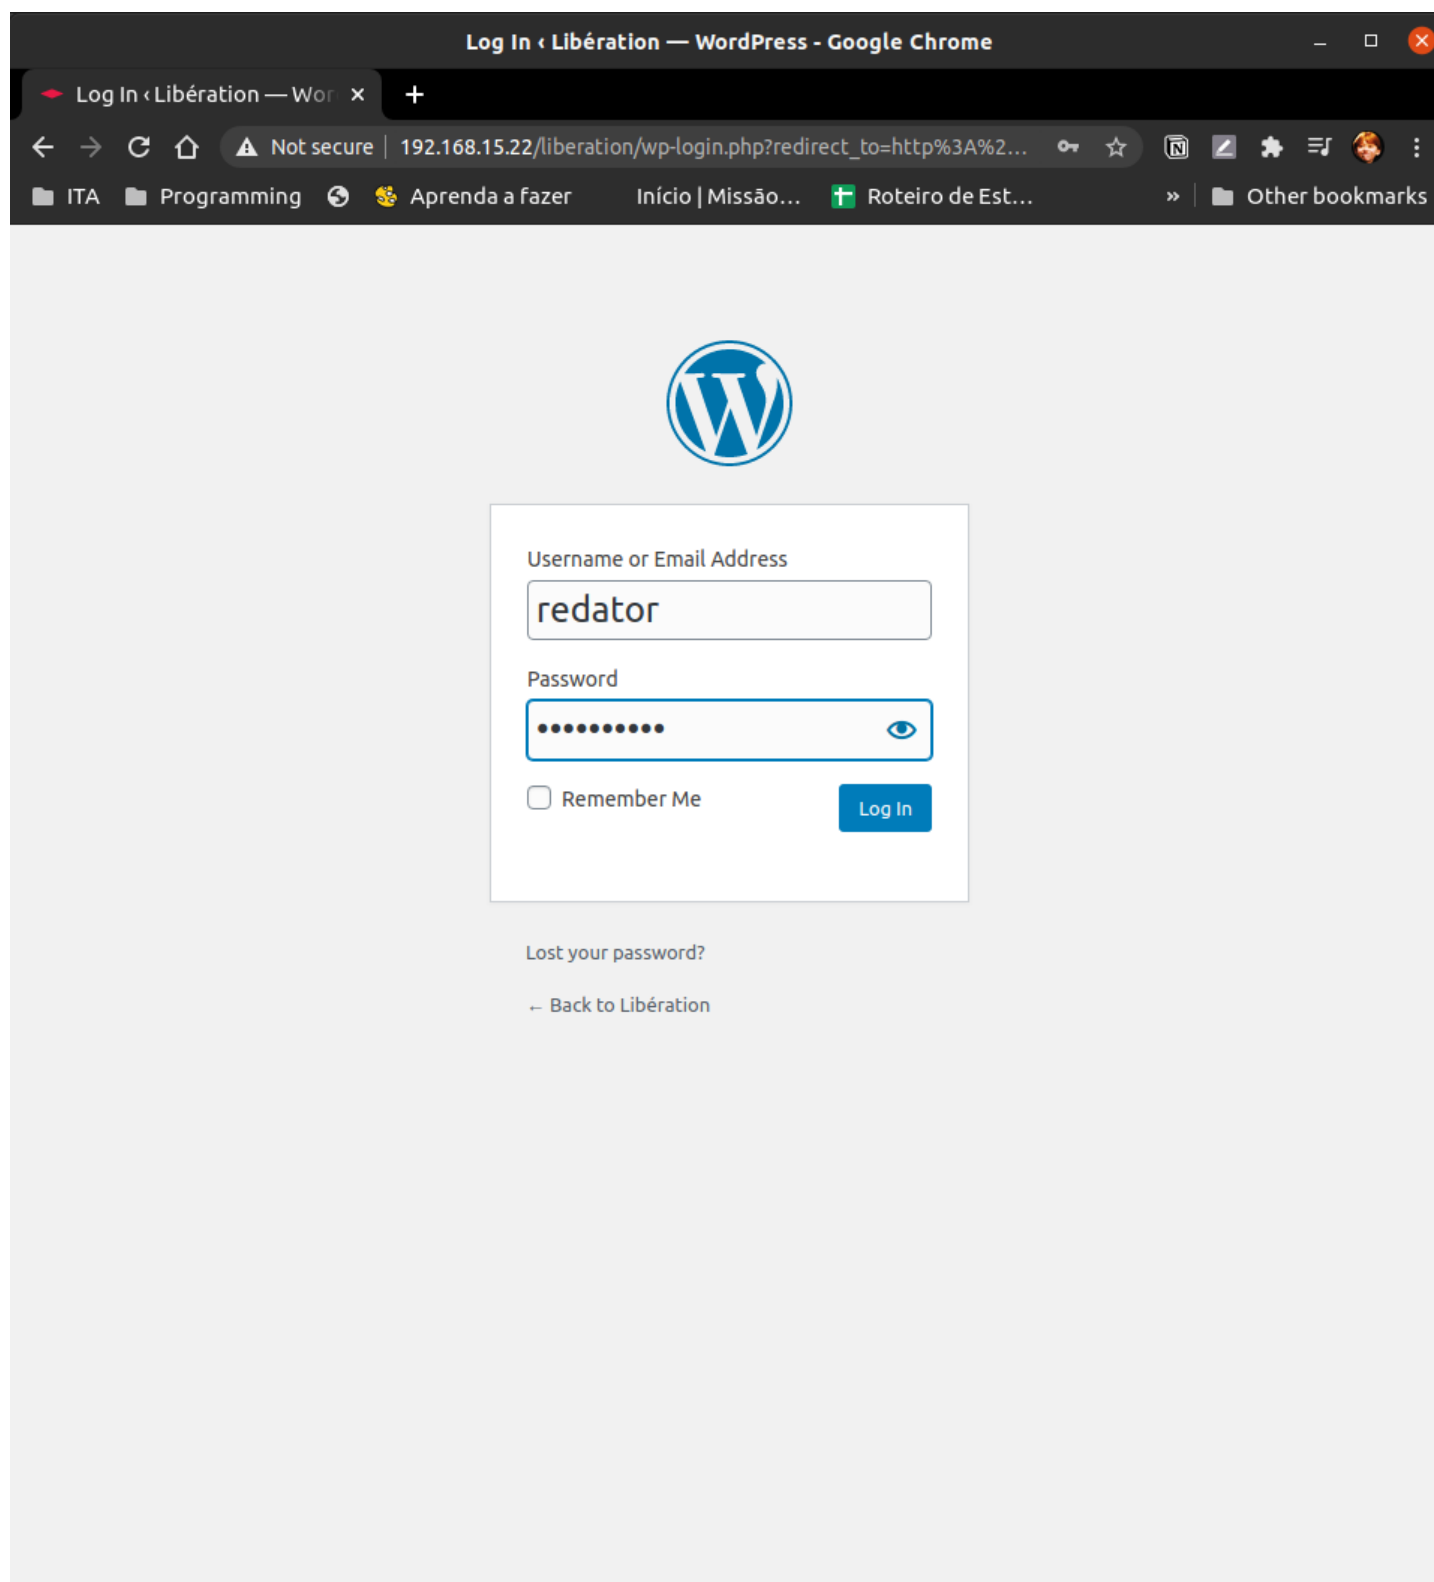 Log In ‹ Libération — WordPress - Google Chrome
Log In ‹ Libération — Wor
Not secure | 192.168.15.22/liberation/wp-login.php?redirect_to=http%3A%2...
ITA Programming Aprenda a fazer Início | Missão... Roteiro de Est... » Other bookmarks
Username or Email Address
redator
Password
••••••••••
Remember Me
Log In
Lost your password?
← Back to Libération